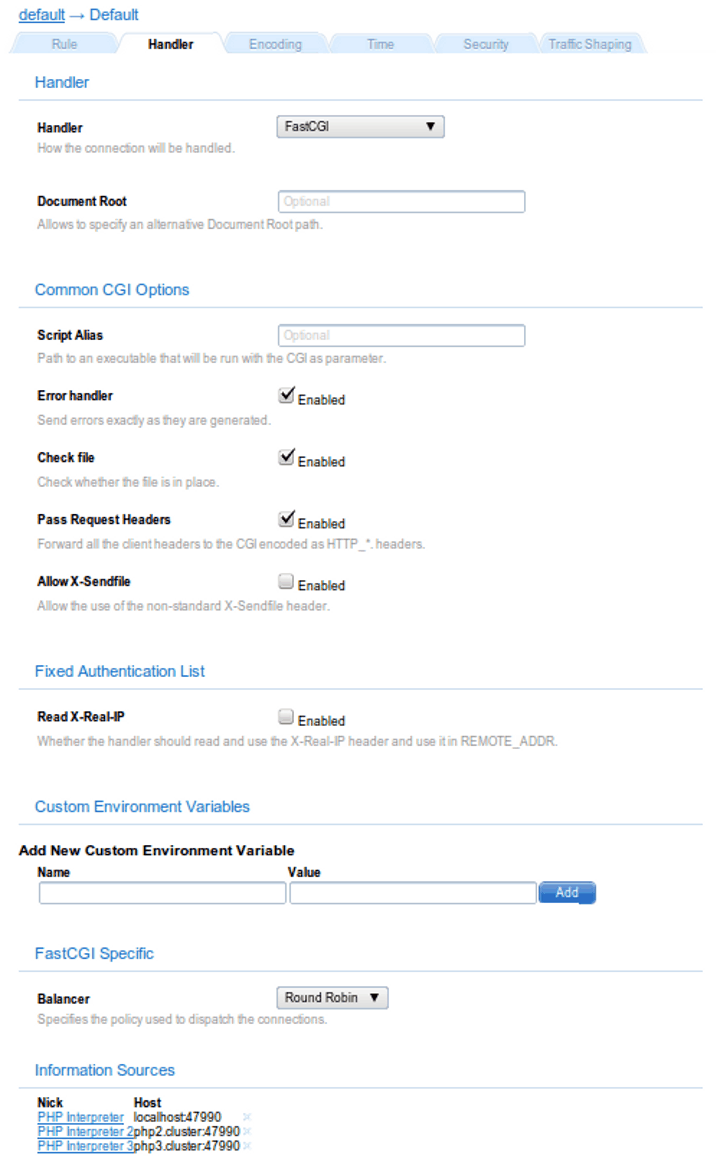 default → Default
Rule Handler Encoding Time Security Traffic Shaping
Handler
Handler FastCGI ▼
How the connection will be handled.
Document Root Optional
Allows to specify an alternative Document Root path.
Common CGI Options
Script Alias Optional
Path to an executable that will be run with the CGI as parameter.
Error handler Enabled
Send errors exactly as they are generated.
Check file Enabled
Check whether the file is in place.
Pass Request Headers Enabled
Forward all the client headers to the CGI encoded as HTTP_*. headers.
Allow X-Sendfile Enabled
Allow the use of the non-standard X-Sendfile header.
Fixed Authentication List
Read X-Real-IP Enabled
Whether the handler should read and use the X-Real-IP header and use it in REMOTE_ADDR.
Custom Environment Variables
Add New Custom Environment Variable
Name Value
Add
FastCGI Specific
Balancer Round Robin ▼
Specifies the policy used to dispatch the connections.
Information Sources
Nick Host
PHP Interpreter localhost:47990
PHP Interpreter 2 php2.cluster:47990
PHP Interpreter 3 php3.cluster:47990